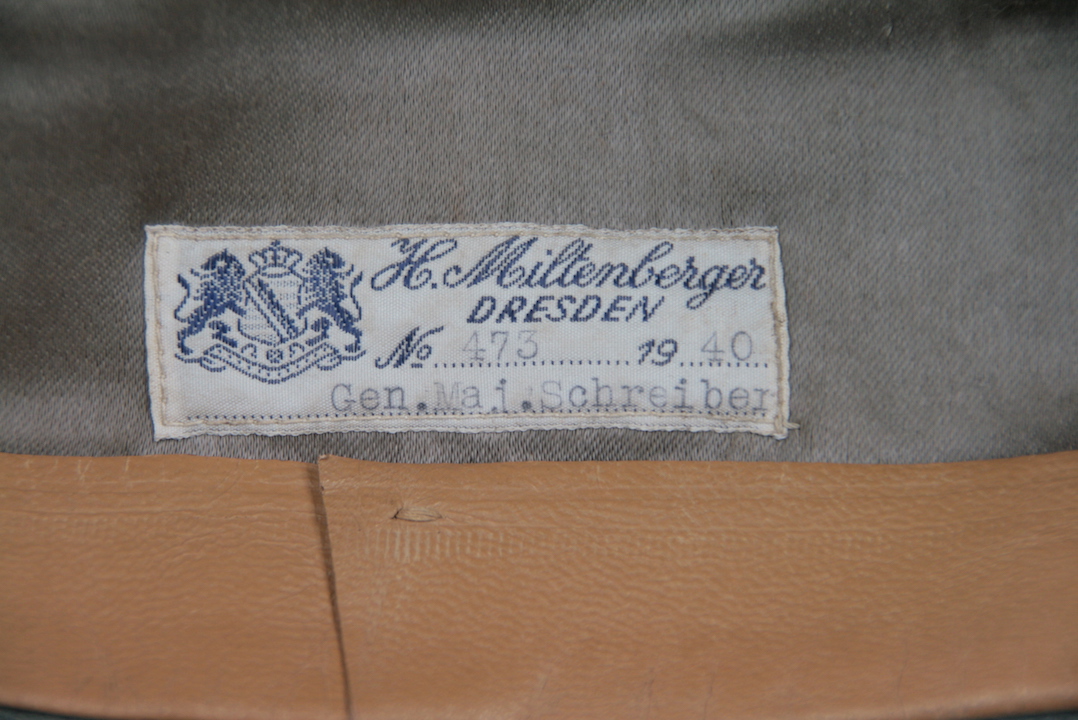 H. Miltenberger
DRESDEN
No 473 19 40
Gen.Maj.Schreiber